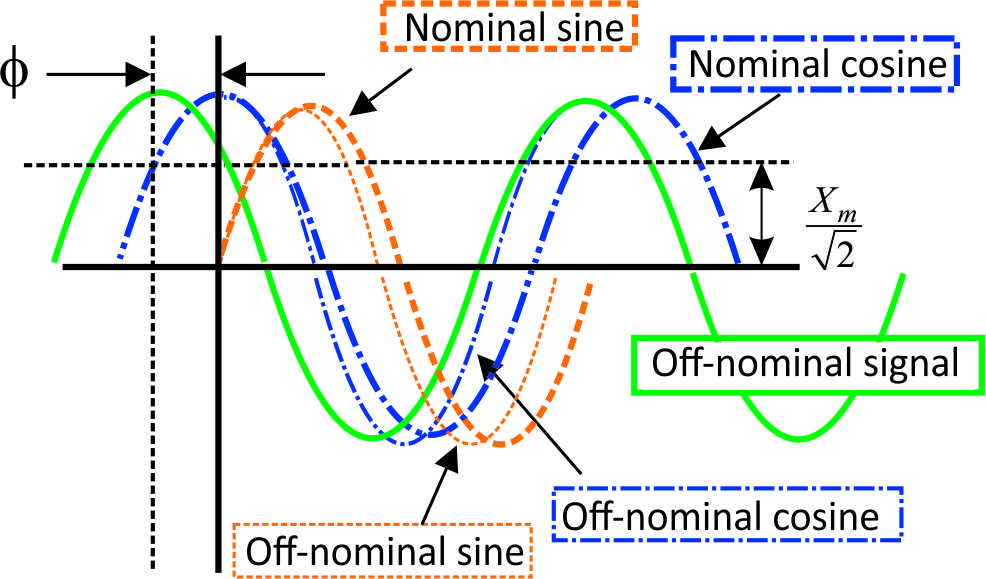 Nominal sine
Nominal cosine
ϕ
X_m
√2
Off-nominal signal
Off-nominal cosine
Off-nominal sine